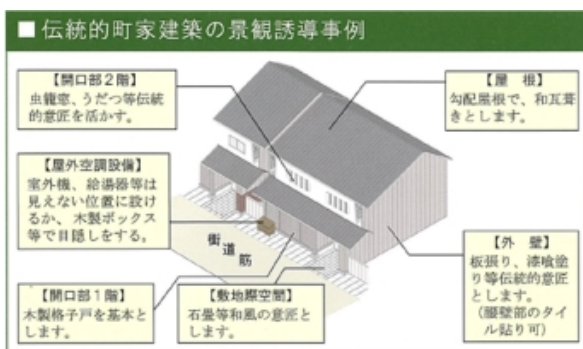 ■伝統的町家建築の景観誘導事例
【開口部2階】
虫籠窓、うだつ等伝統
的意匠を活かす。
【屋　根】
勾配屋根で、和瓦葺
きとします。
【屋外空調設備】
室外機、給湯器等は
見えない位置に設け
るか、木製ボックス
等で目隠しをする。
街道筋
【外　壁】
板張り、漆喰塗
り等伝統的意匠
とします。
（腰壁部のタイ
ル貼り可）
【開口部1階】
木製格子戸を基本と
します。
【敷地際空間】
石畳等和風の意匠と
します。